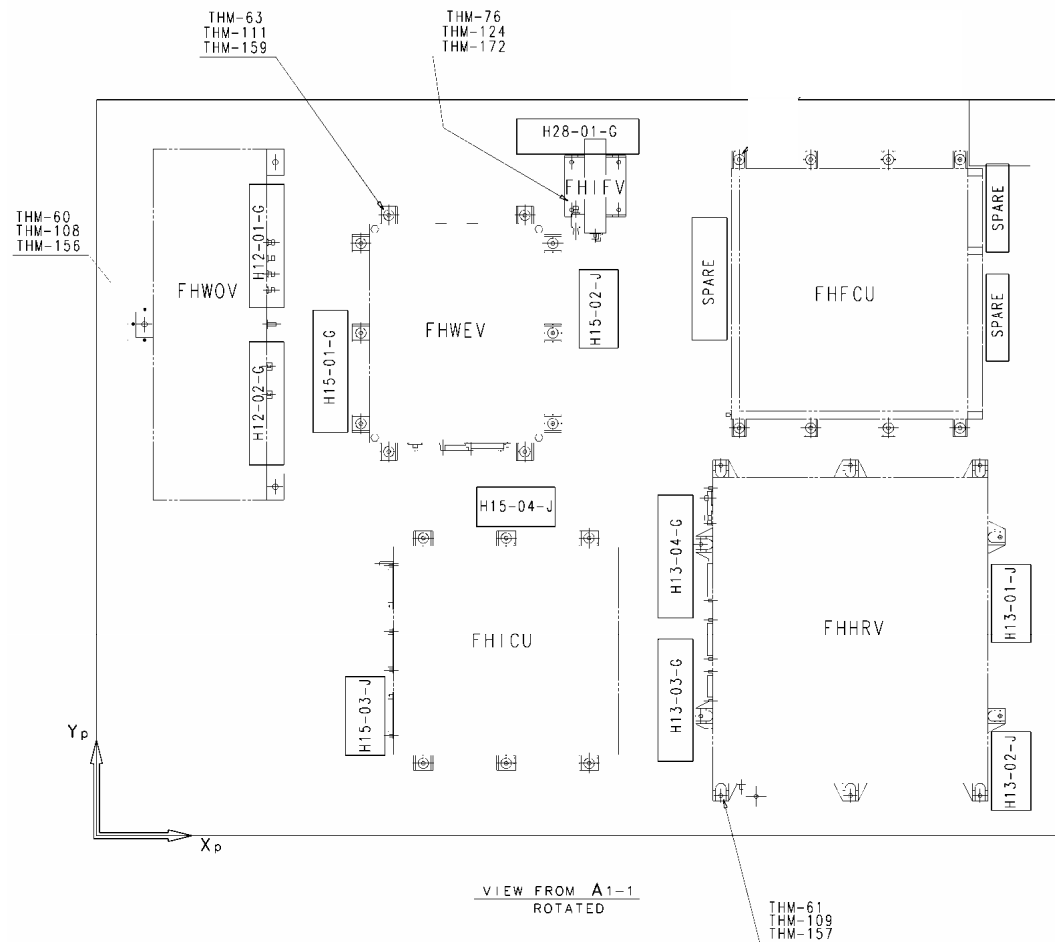 THM-63
THM-111
THM-159
THM-76
THM-124
THM-172
H28-01-G
FHIFV
THM-60
THM-108
THM-156
H12-01-G
FHWOV
H12-02-G
H15-01-G
FHWEV
H15-02-J
SPARE
FHFCU
SPARE
SPARE
H15-04-J
H13-04-G
H13-01-J
FHICU
FHHRV
H15-03-J
H13-03-G
H13-02-J
Yp
Xp
VIEW FROM A1-1
ROTATED
THM-61
THM-109
THM-157